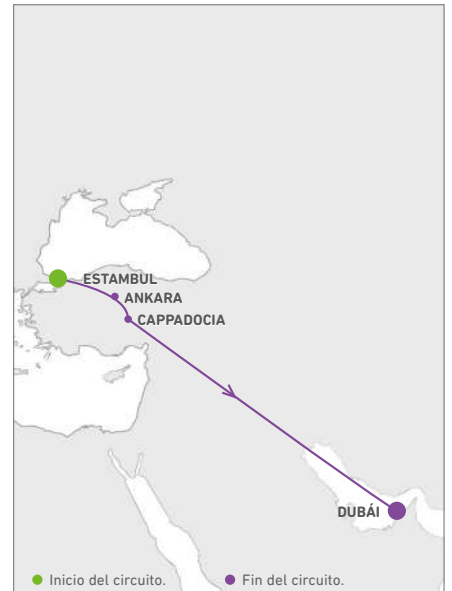 ESTAMBUL
ANKARA
CAPPADOCIA
DUBÁI
Inicio del circuito.
Fin del circuito.